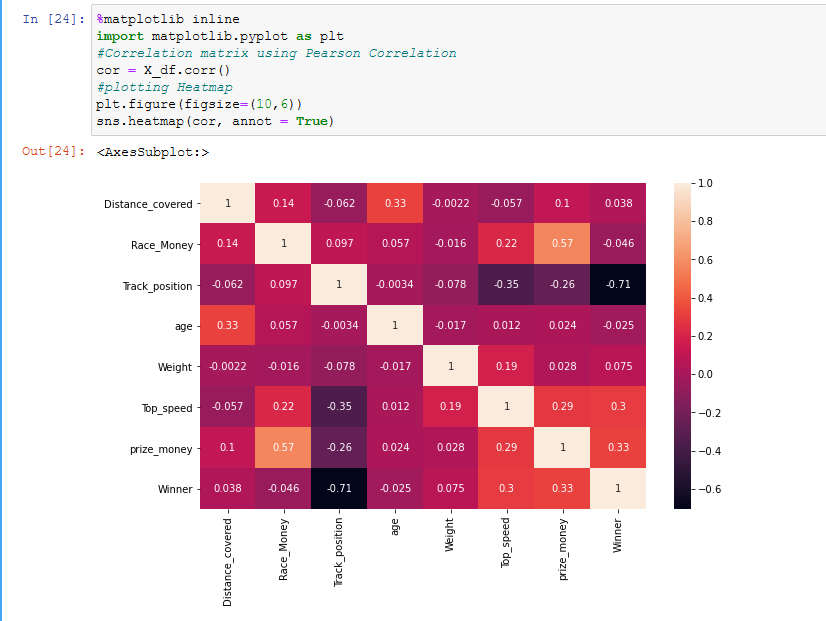 In [24]: %matplotlib inline
import matplotlib.pyplot as plt
#Correlation matrix using Pearson Correlation
cor = X_df.corr()
#plotting Heatmap
plt.figure(figsize=(10,6))
sns.heatmap(cor, annot = True)
Out[24]: <AxesSubplot:>
Distance_covered 1 0.14 -0.062 0.33 -0.0022 -0.057 0.1 0.038
Race_Money 0.14 1 0.097 0.057 -0.016 0.22 0.57 -0.046
Track_position -0.062 0.097 1 -0.0034 -0.078 -0.35 -0.26 -0.71
age 0.33 0.057 -0.0034 1 -0.017 0.012 0.024 -0.025
Weight -0.0022 -0.016 -0.078 -0.017 1 0.19 0.028 0.075
Top_speed -0.057 0.22 -0.35 0.012 0.19 1 0.29 0.3
prize_money 0.1 0.57 -0.26 0.024 0.028 0.29 1 0.33
Winner 0.038 -0.046 -0.71 -0.025 0.075 0.3 0.33 1
Distance_covered
Race_Money
Track_position
age
Weight
Top_speed
prize_money
Winner
1.0
0.8
0.6
0.4
0.2
0.0
−0.2
−0.4
−0.6